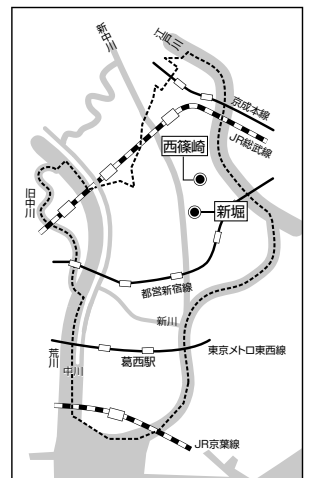 新中川
江戸川
京成本線
JR総武線
西篠崎
旧中川
新堀
都営新宿線
新川
東京メトロ東西線
荒川
中川
葛西駅
JR京葉線